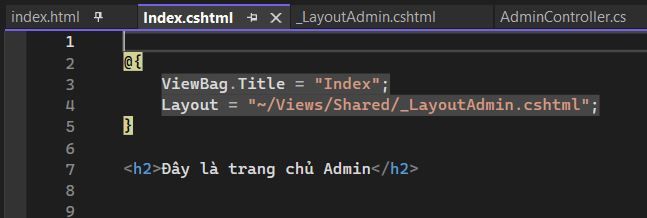 index.html Index.cshtml _LayoutAdmin.cshtml AdminController.cs
1
2 @{
3 ViewBag.Title = "Index";
4 Layout = "~/Views/Shared/_LayoutAdmin.cshtml";
5 }
6
7 <h2>Đây là trang chủ Admin</h2>
8
9